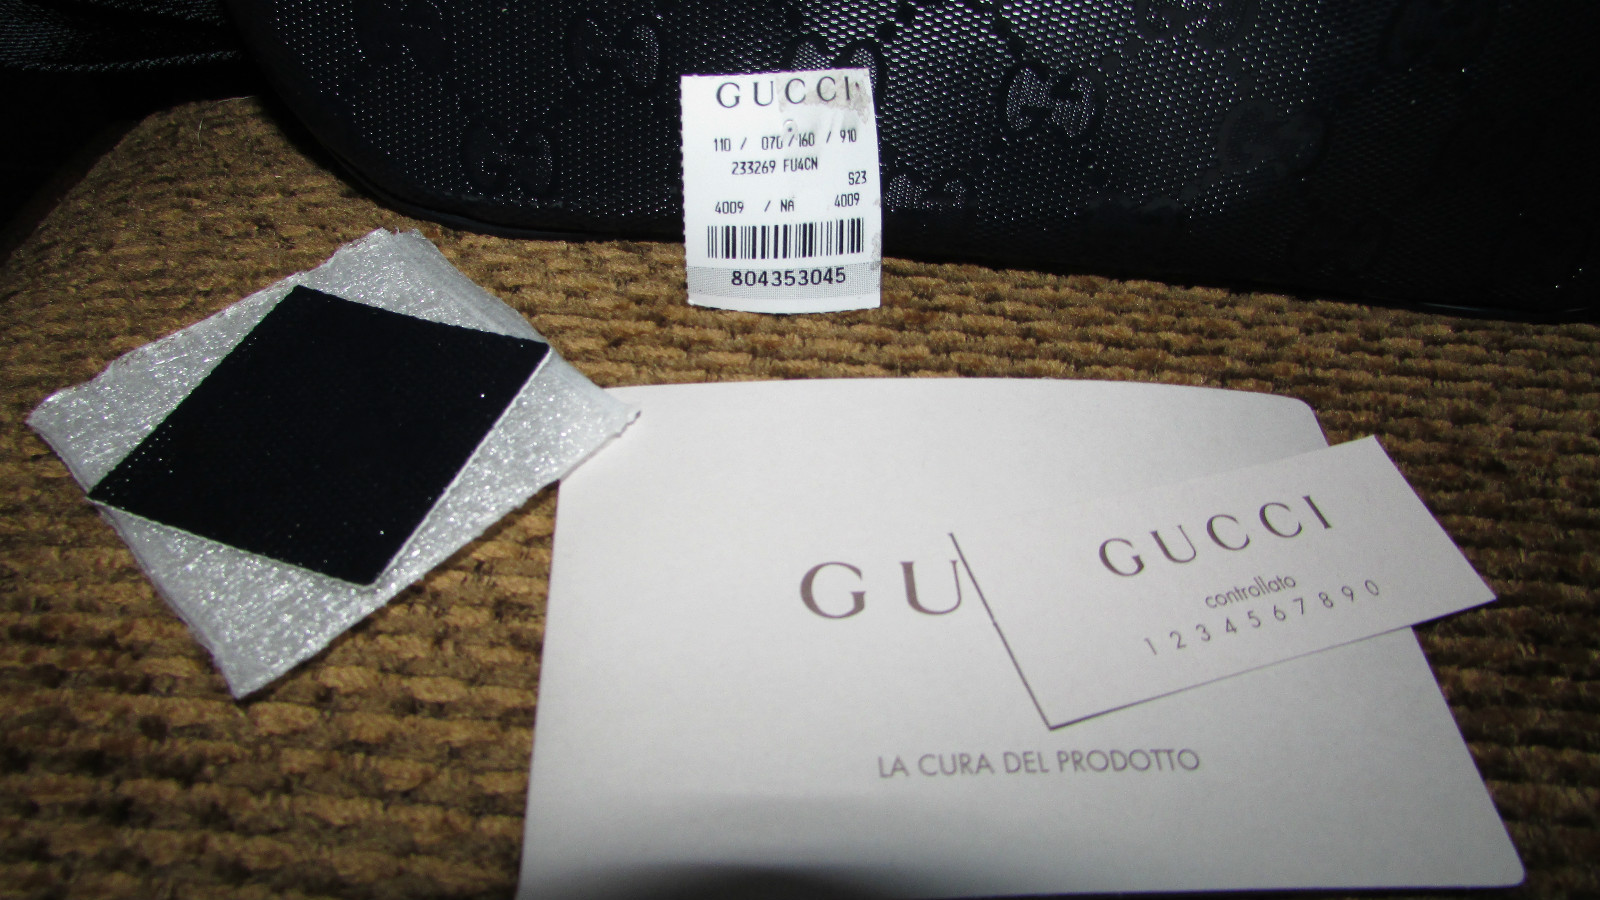 GUCCI
110 / 070 / 160 / 910
233269 FU4CN
S23
4009 / NA 4009
804353045
GU
GUCCI
controllato
1 2 3 4 5 6 7 8 9 0
LA CURA DEL PRODOTTO